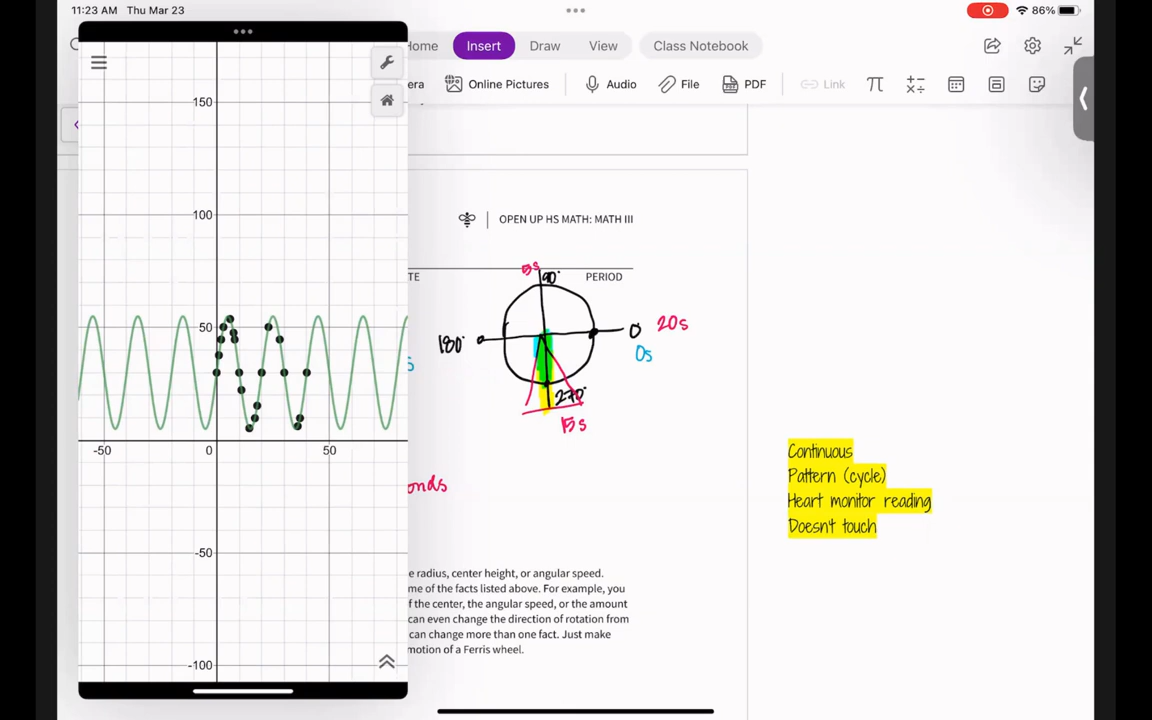 11:23 AM Thu Mar 23
86%
Home
Insert
Draw
View
Class Notebook
era
Online Pictures
Audio
File
PDF
Link
150
100
50
-50
0
50
-50
-100
OPEN UP HS MATH: MATH III
TE
PERIOD
5s
90°
180°
0
20s
0s
270°
15s
s
onds
Continuous
Pattern (cycle)
Heart monitor reading
Doesn't touch
e radius, center height, or angular speed.
me of the facts listed above. For example, you
f the center, the angular speed, or the amount
can even change the direction of rotation from
can change more than one fact. Just make
motion of a Ferris wheel.